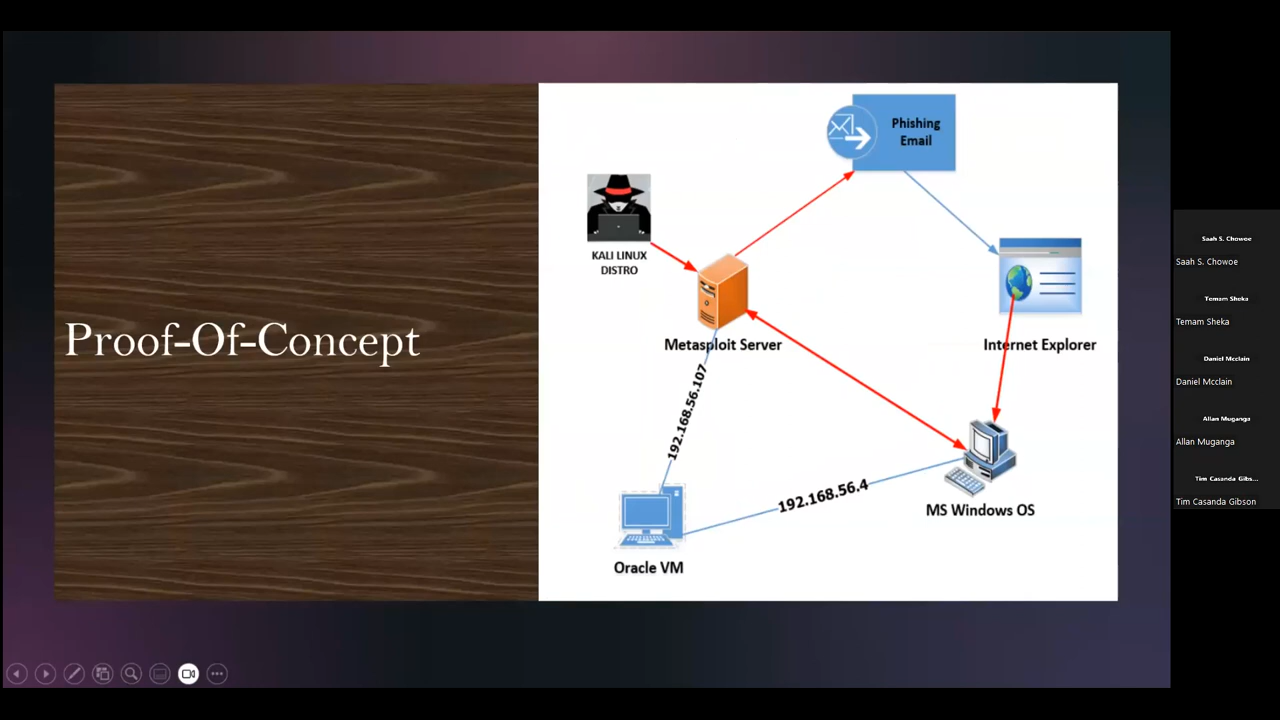 Proof-Of-Concept
Phishing
Email
KALI LINUX
DISTRO
Metasploit Server
Internet Explorer
192.168.56.107
192.168.56.4
MS Windows OS
Oracle VM
Saah S. Chowoe
Saah S. Chowoe
Temam Sheka
Temam Sheka
Daniel Mcclain
Daniel Mcclain
Allan Muganga
Allan Muganga
Tim Casanda Gibs...
Tim Casanda Gibson